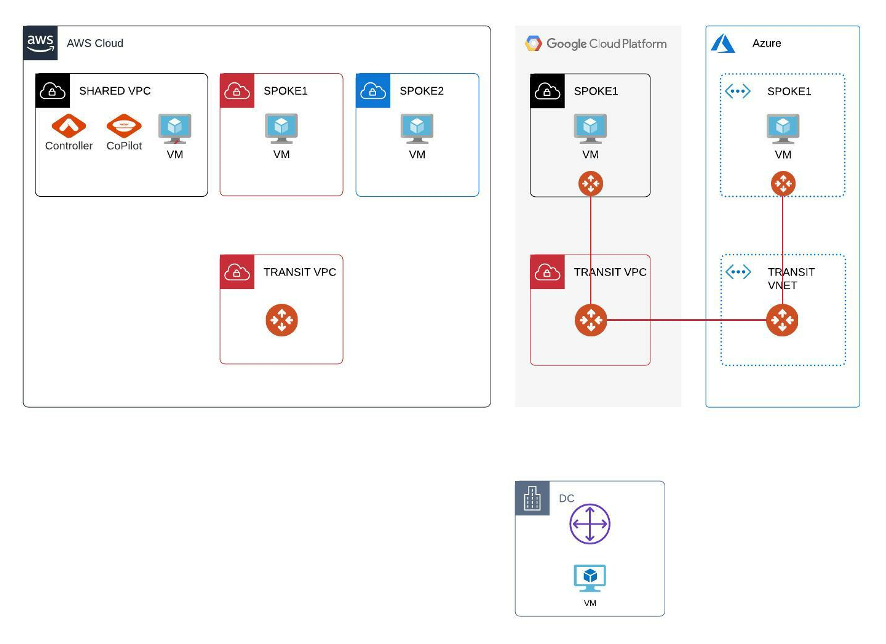 aws
AWS Cloud
SHARED VPC
Controller
CoPilot
VM
SPOKE1
VM
SPOKE2
VM
TRANSIT VPC
Google Cloud Platform
SPOKE1
VM
TRANSIT VPC
Azure
SPOKE1
VM
TRANSIT
VNET
DC
VM